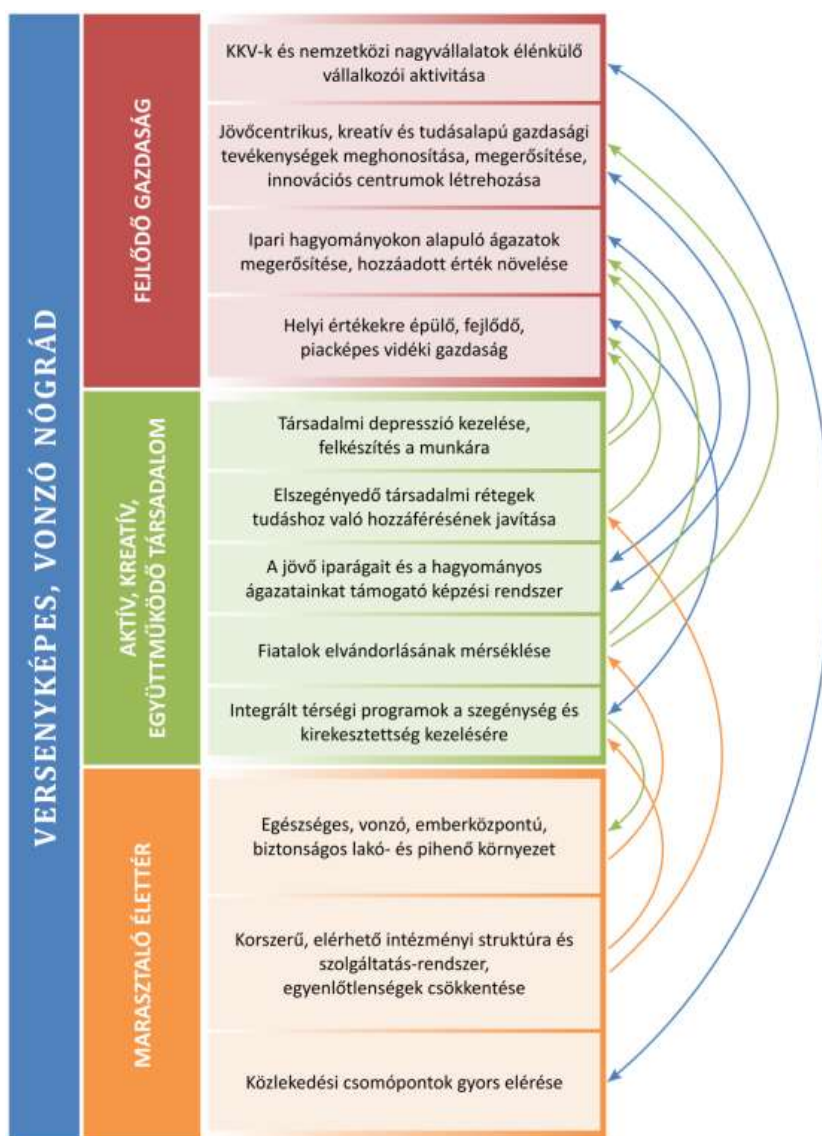 VERSENYKÉPES, VONZÓ NÓGRÁD
FEJLŐDŐ GAZDASÁG
KKV-k és nemzetközi nagyvállalatok élénkülő
vállalkozói aktivitása
Jövőcentrikus, kreatív és tudásalapú gazdasági
tevékenységek meghonosítása, megerősítése,
innovációs centrumok létrehozása
Ipari hagyományokon alapuló ágazatok
megerősítése, hozzáadott érték növelése
Helyi értékekre épülő, fejlődő,
piacképes vidéki gazdaság
AKTÍV, KREATÍV,
EGYÜTTMŰKÖDŐ TÁRSADALOM
Társadalmi depresszió kezelése,
felkészítés a munkára
Elszegényedő társadalmi rétegek
tudáshoz való hozzáférésének javítása
A jövő iparágait és a hagyományos
ágazatainkat támogató képzési rendszer
Fiatalok elvándorlásának mérséklése
Integrált térségi programok a szegénység és
kirekesztettség kezelésére
MARASZTALÓ ÉLETTÉR
Egészséges, vonzó, emberközpontú,
biztonságos lakó- és pihenő környezet
Korszerű, elérhető intézményi struktúra és
szolgáltatás-rendszer,
egyenlőtlenségek csökkentése
Közlekedési csomópontok gyors elérése